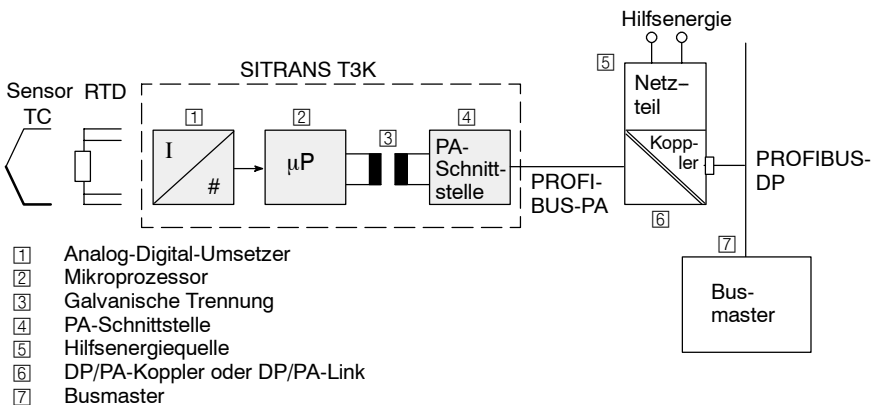 Hilfsenergie
SITRANS T3K
5
Netz–
teil
Sensor
RTD
TC
1
2
3
4
I
#
µP
PA-
Schnitt-
stelle
Kopp-
ler
PROFI-
BUS-PA
PROFIBUS-
DP
6
7
Bus-
master
1 Analog-Digital-Umsetzer
2 Mikroprozessor
3 Galvanische Trennung
4 PA-Schnittstelle
5 Hilfsenergiequelle
6 DP/PA-Koppler oder DP/PA-Link
7 Busmaster